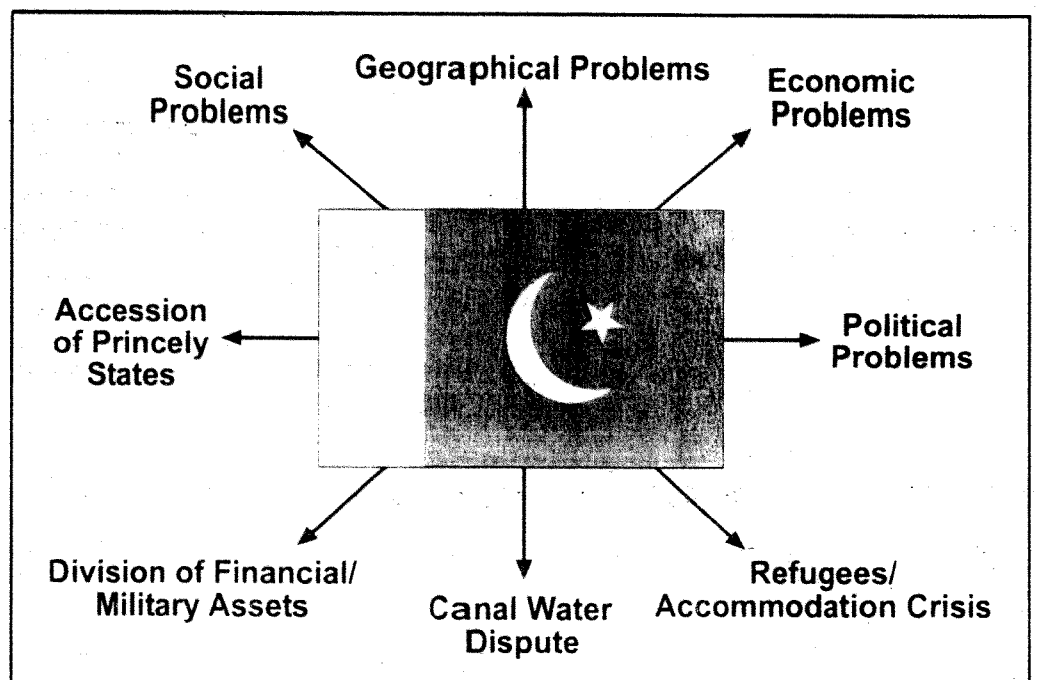 Social
Problems
Geographical Problems
Economic
Problems
Accession
of Princely
States
Political
Problems
Division of Financial/
Military Assets
Canal Water
Dispute
Refugees/
Accommodation Crisis